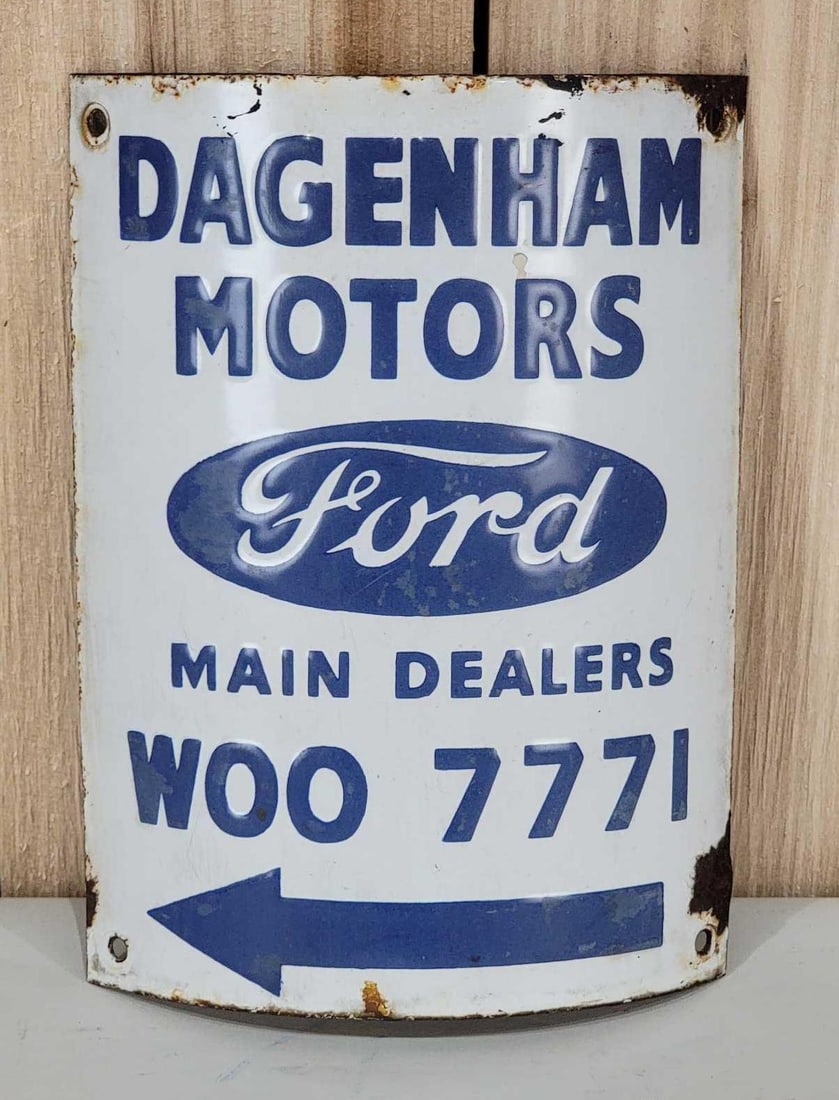 DAGENHAM
MOTORS
Ford
MAIN DEALERS
WOO 7771